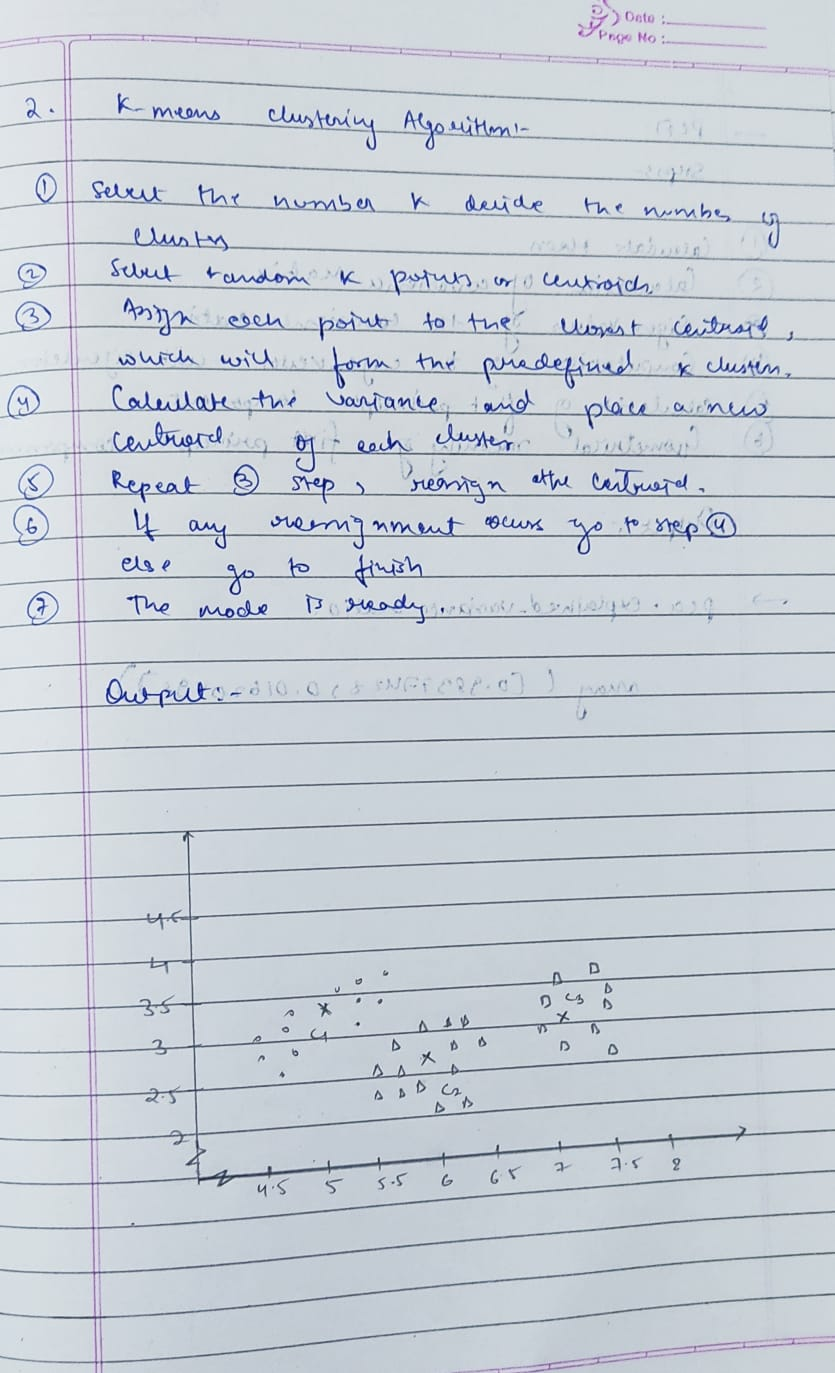 Date :
Page No :
2. K-means clustering Algorithm:-
① Select the number K decide the number of
clusters
② Select random K points or centroids.
③ Assign each point to the closest centroid,
which will form the predefined K clusters.
④ Calculate the variance and place a new
centroid of each cluster
⑤ Repeat ③ step, reassign the centroid.
⑥ If any reassignment occurs go to step ④
else go to finish
⑦ The mode is ready.
Output:-
4.5
4
3.5
3
2.5
2
C1
C2
C3
4.5 5 5.5 6 6.5 7 7.5 8